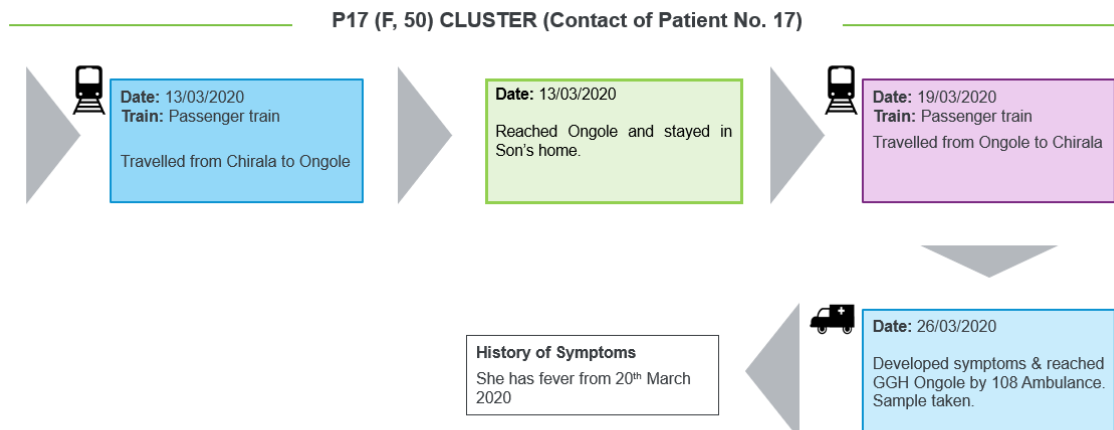 P17 (F, 50) CLUSTER (Contact of Patient No. 17)
Date: 13/03/2020
Train: Passenger train
Travelled from Chirala to Ongole
Date: 13/03/2020
Reached Ongole and stayed in
Son's home.
Date: 19/03/2020
Train: Passenger train
Travelled from Ongole to Chirala
Date: 26/03/2020
Developed symptoms & reached
GGH Ongole by 108 Ambulance.
Sample taken.
History of Symptoms
She has fever from 20th March
2020